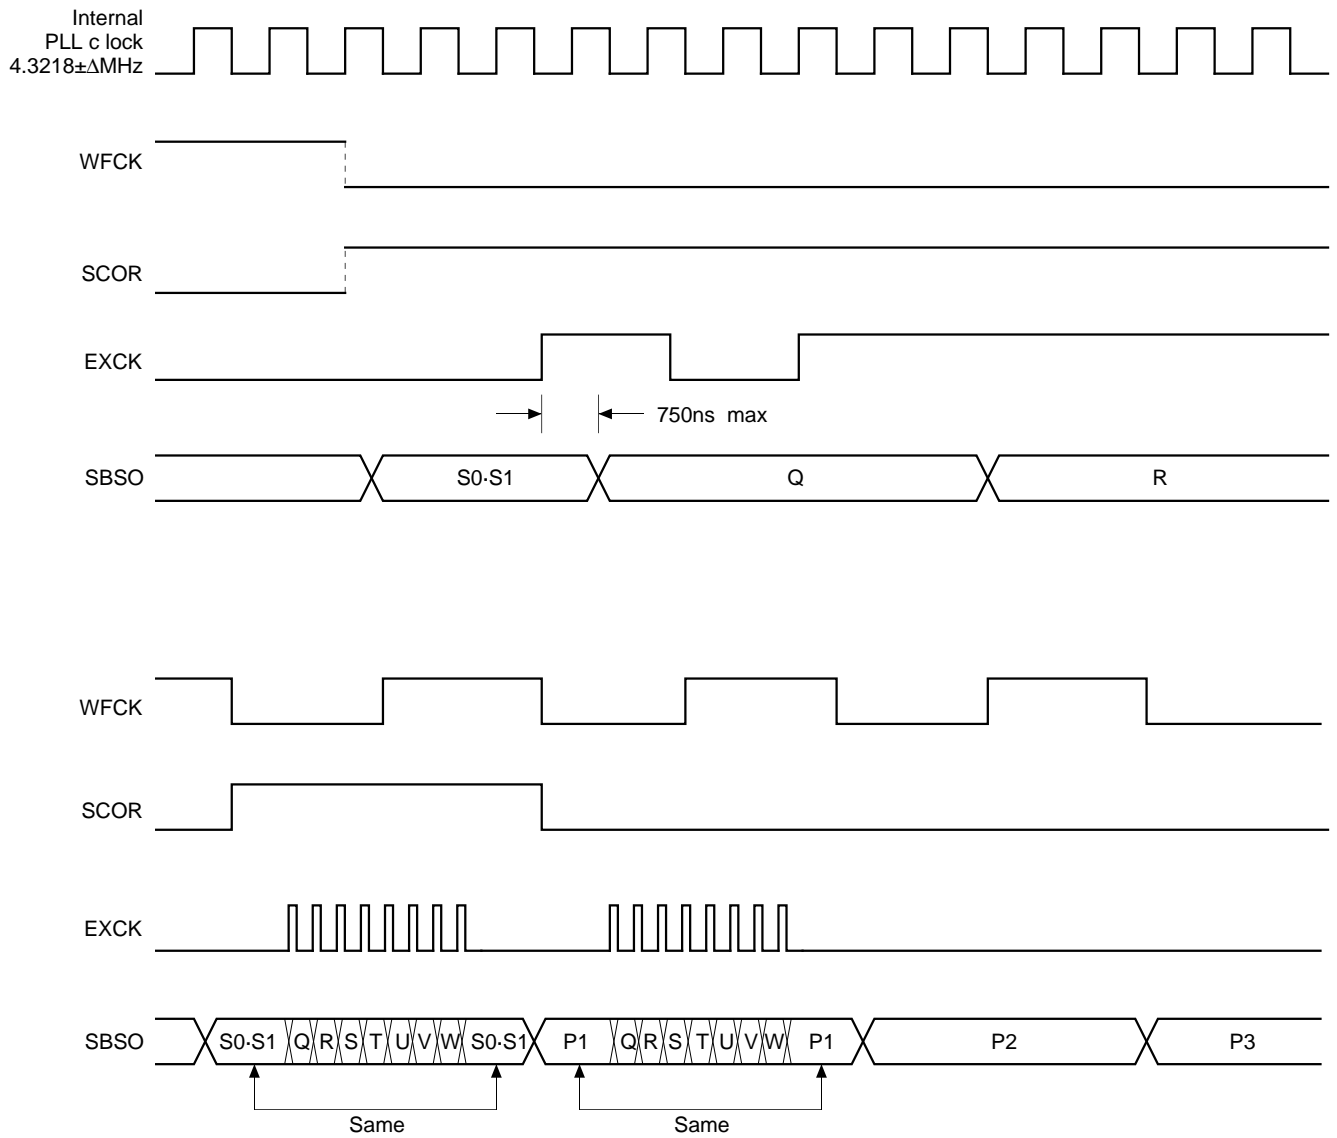 Internal
PLL c lock
4.3218±ΔMHz
WFCK
SCOR
EXCK
750ns max
SBSO S0·S1 Q R
WFCK
SCOR
EXCK
SBSO S0·S1 Q R S T U V W S0·S1 P1 Q R S T U V W P1 P2 P3
Same Same